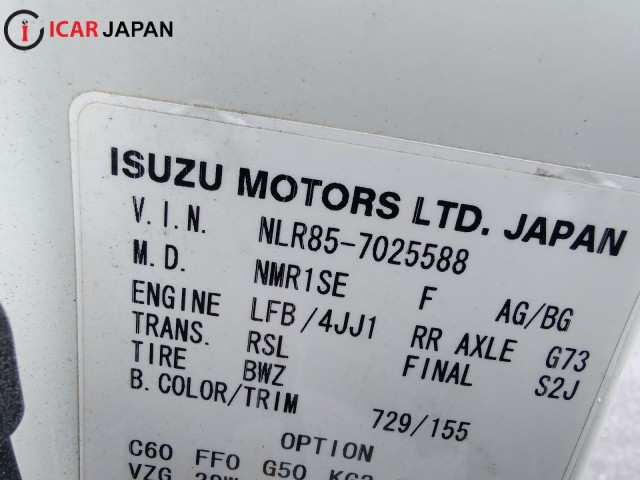 ICAR JAPAN
ISUZU MOTORS LTD. JAPAN
V.I.N. NLR85-7025588
M.D. NMR1SE F AG/BG
ENGINE LFB/4JJ1 RR AXLE G73
TRANS. RSL FINAL S2J
TIRE BWZ
B.COLOR/TRIM 729/155
OPTION
C60 FF0 G50
VZG